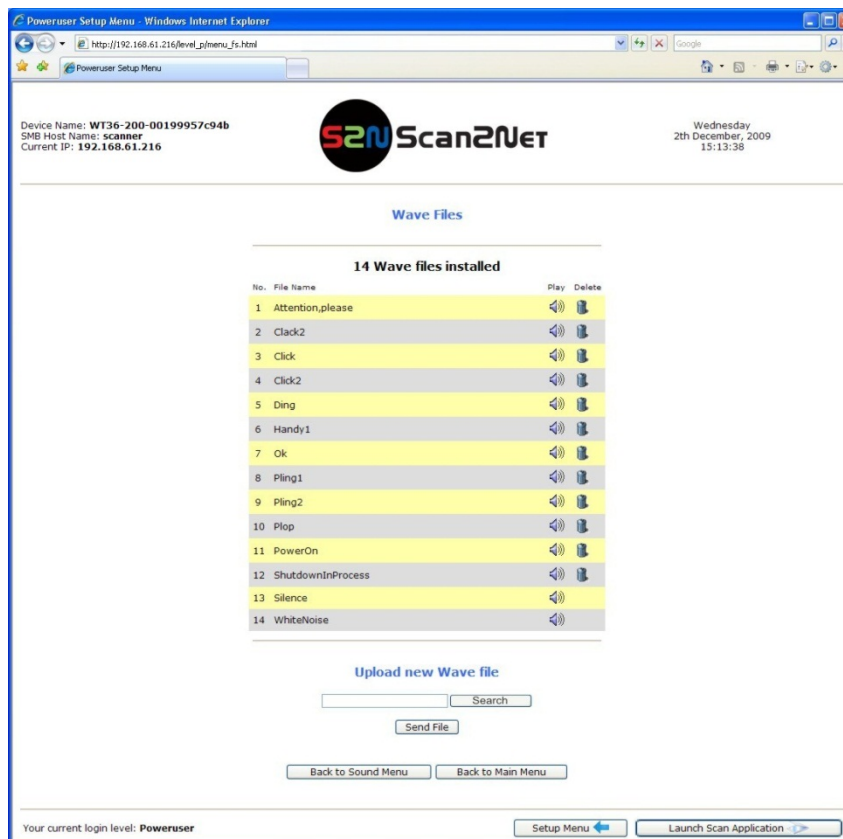 Poweruser Setup Menu - Windows Internet Explorer
http://192.168.61.216/level_p/menu_fs.html
Google
Poweruser Setup Menu
Device Name: WT36-200-00199957c94b
SMB Host Name: scanner
Current IP: 192.168.61.216
S2N Scan2Net
Wednesday
2th December, 2009
15:13:38
Wave Files
14 Wave files installed
No. File Name Play Delete
1 Attention,please
2 Clack2
3 Click
4 Click2
5 Ding
6 Handy1
7 Ok
8 Pling1
9 Pling2
10 Plop
11 PowerOn
12 ShutdownInProcess
13 Silence
14 WhiteNoise
Upload new Wave file
Search
Send File
Back to Sound Menu Back to Main Menu
Your current login level: Poweruser Setup Menu Launch Scan Application